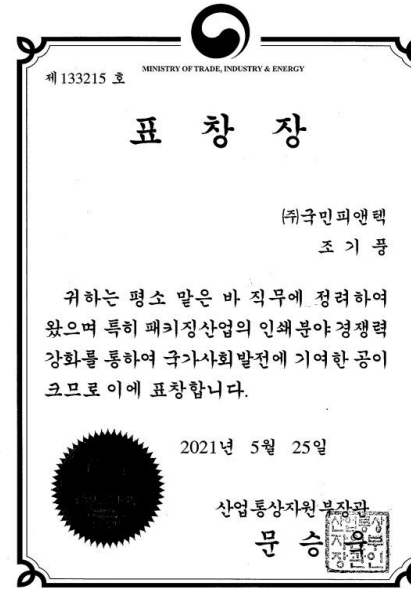 MINISTRY OF TRADE, INDUSTRY & ENERGY
제 133215 호
표 창 장
㈜국민피앤텍
조 기 풍
귀하는 평소 맡은 바 직무에 정려하여
왔으며 특히 패키징산업의 인쇄분야 경쟁력
강화를 통하여 국가사회발전에 기여한 공이
크므로 이에 표창합니다.
2021년 5월 25일
산업통상자원부장관
문 승 욱